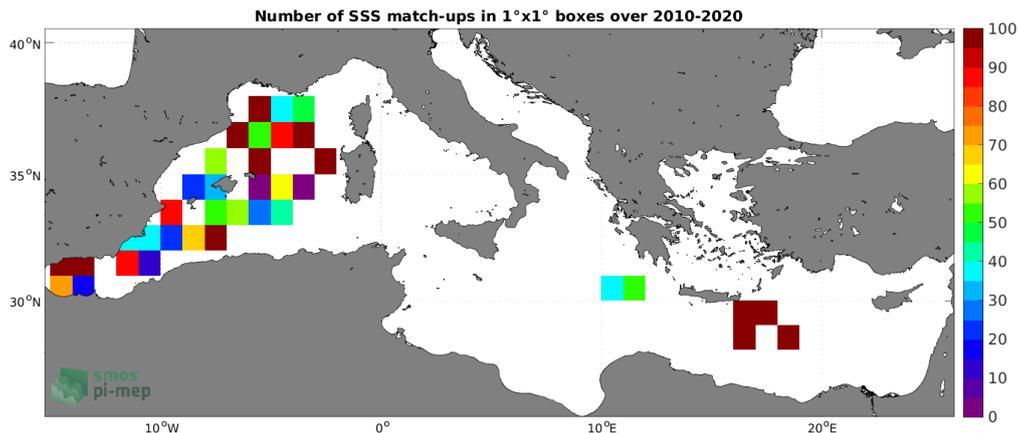 Number of SSS match-ups in 1°x1° boxes over 2010-2020
40°N
35°N
30°N
10°W
0°
10°E
20°E
100
90
80
70
60
50
40
30
20
10
0
smos
pi-mep